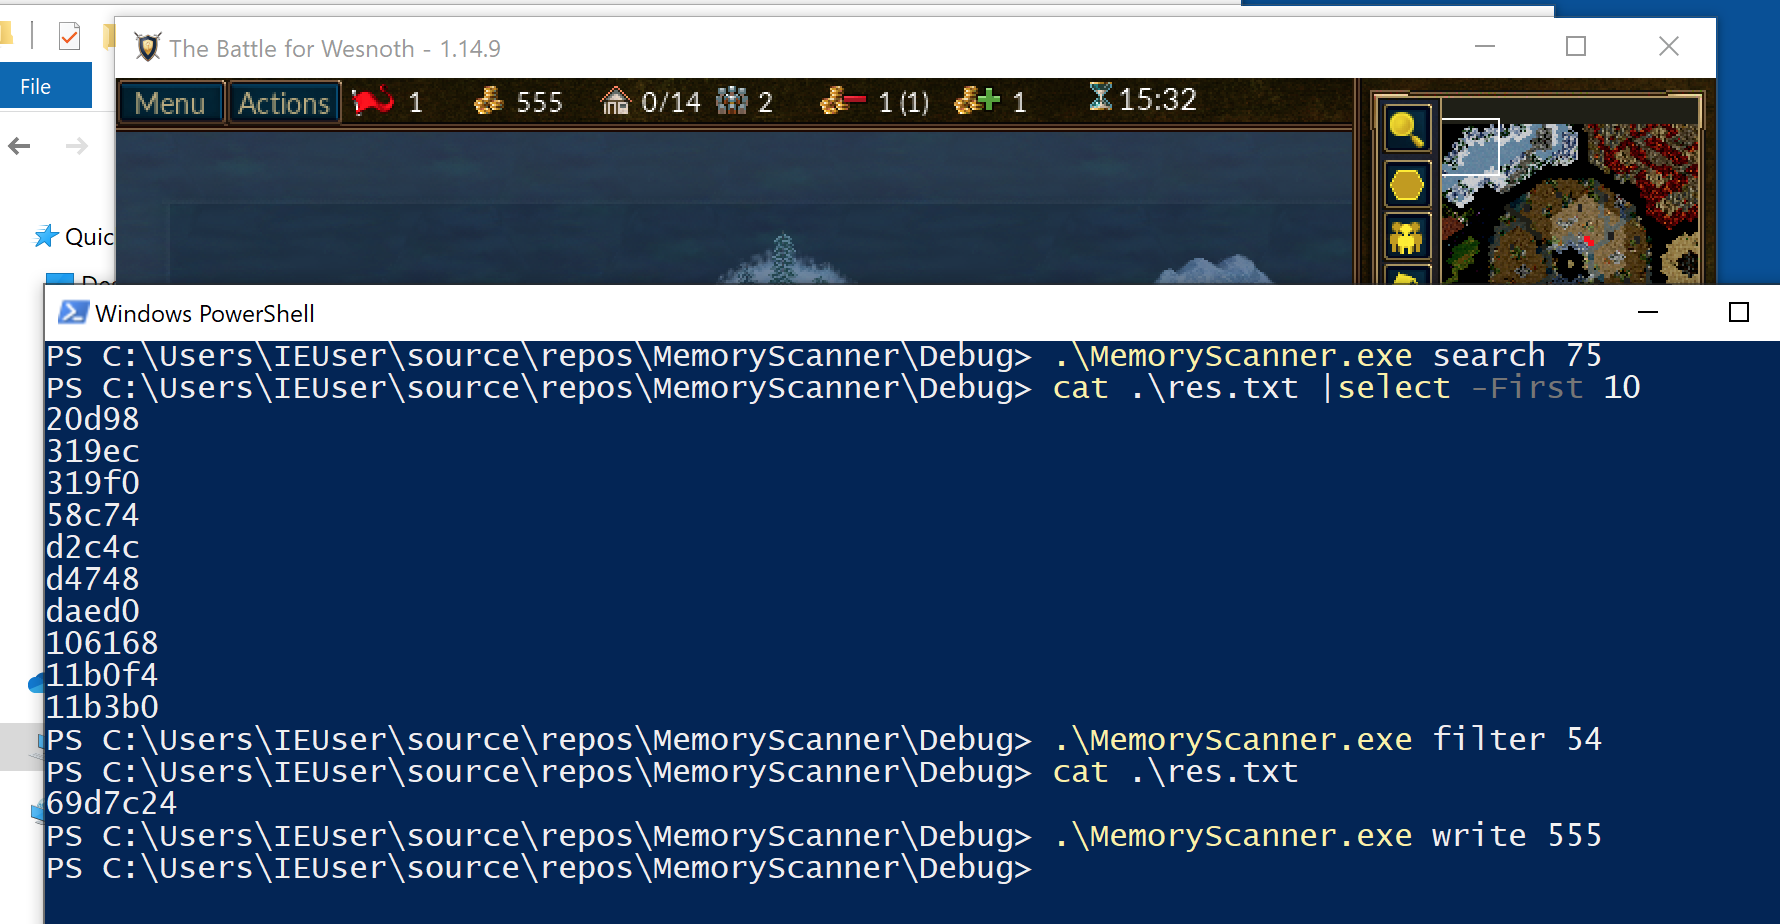 The Battle for Wesnoth - 1.14.9
File
Menu Actions 1 555 0/14 2 1 (1) 1 15:32
Quic
Windows PowerShell
PS C:\Users\IEUser\source\repos\MemoryScanner\Debug> .\MemoryScanner.exe search 75
PS C:\Users\IEUser\source\repos\MemoryScanner\Debug> cat .\res.txt |select -First 10
20d98
319ec
319f0
58c74
d2c4c
d4748
daed0
106168
11b0f4
11b3b0
PS C:\Users\IEUser\source\repos\MemoryScanner\Debug> .\MemoryScanner.exe filter 54
PS C:\Users\IEUser\source\repos\MemoryScanner\Debug> cat .\res.txt
69d7c24
PS C:\Users\IEUser\source\repos\MemoryScanner\Debug> .\MemoryScanner.exe write 555
PS C:\Users\IEUser\source\repos\MemoryScanner\Debug>